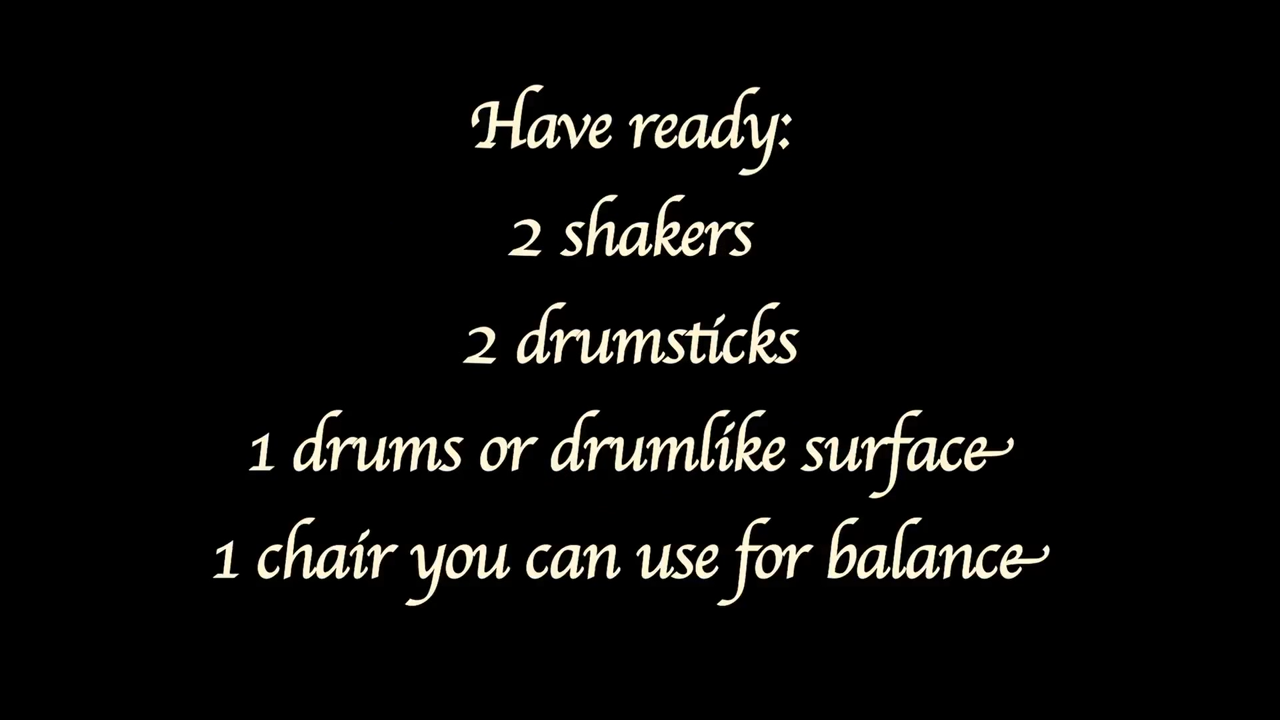 Have ready:
2 shakers
2 drumsticks
1 drums or drumlike surface
1 chair you can use for balance